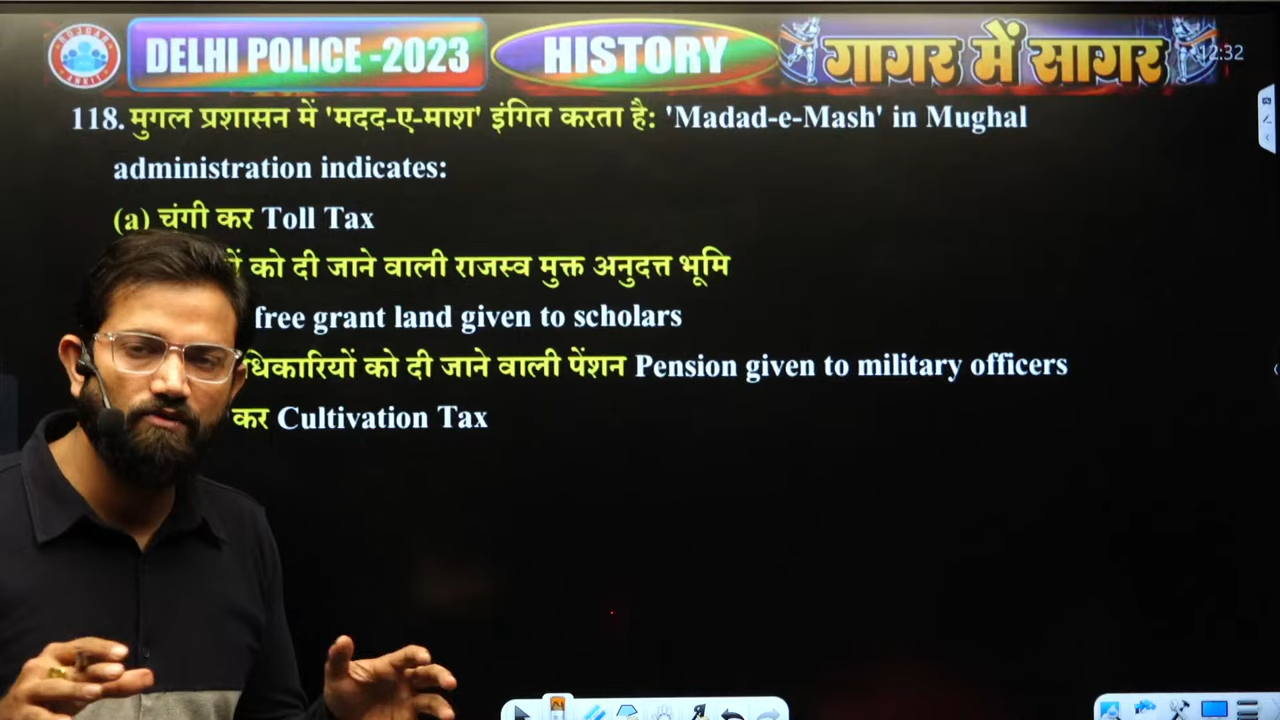 ROJGAR
ANKIT
DELHI POLICE -2023
HISTORY
गागर में सागर
12:32
118. मुगल प्रशासन में 'मदद-ए-माश' इंगित करता है: 'Madad-e-Mash' in Mughal
administration indicates:
(a) चुंगी कर Toll Tax
को दी जाने वाली राजस्व मुक्त अनुदत्त भूमि
free grant land given to scholars
धिकारियों को दी जाने वाली पेंशन Pension given to military officers
कर Cultivation Tax